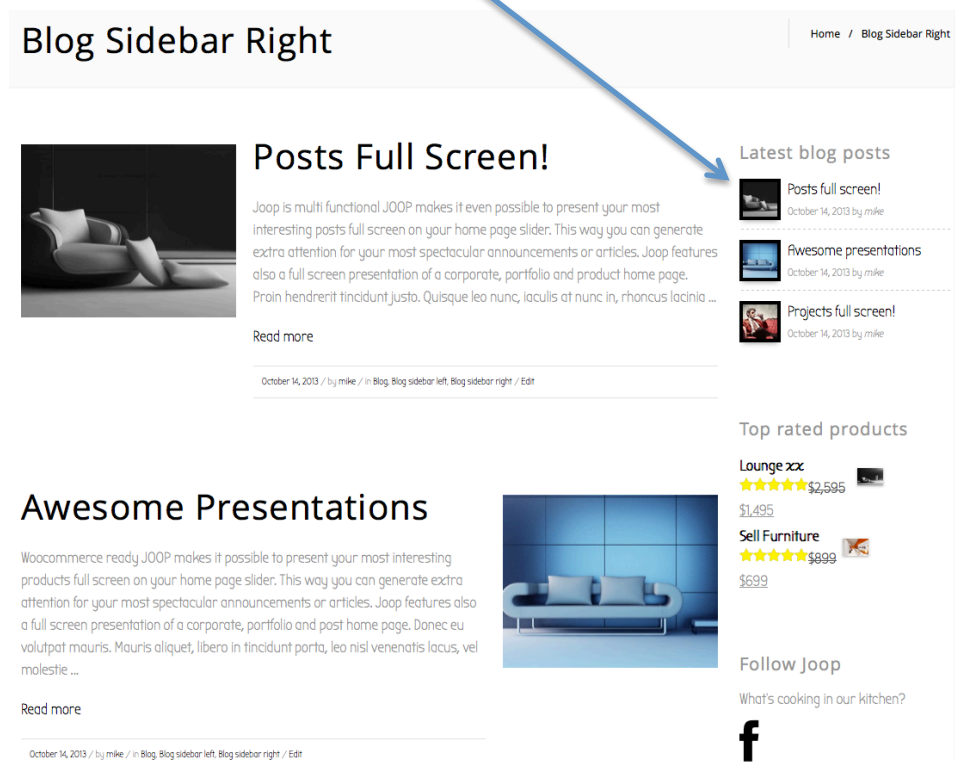 Blog Sidebar Right
Home / Blog Sidebar Right
Posts Full Screen!
Joop is multi functional JOOP makes it even possible to present your most
interesting posts full screen on your home page slider. This way you can generate
extra attention for your most spectacular announcements or articles. Joop features
also a full screen presentation of a corporate, portfolio and product home page.
Proin hendrerit tincidunt justo. Quisque leo nunc, iaculis at nunc in, rhoncus lacinia ...
Read more
October 14, 2013 / by mike / in Blog, Blog sidebar left, Blog sidebar right / Edit
Awesome Presentations
Woocommerce ready JOOP makes it possible to present your most interesting
products full screen on your home page slider. This way you can generate extra
attention for your most spectacular announcements or articles. Joop features also
a full screen presentation of a corporate, portfolio and post home page. Donec eu
volutpat mauris. Mauris aliquet, libero in tincidunt porta, leo nisl venenatis lacus, vel
molestie ...
Read more
October 14, 2013 / by mike / in Blog, Blog sidebar left, Blog sidebar right / Edit
Latest blog posts
Posts full screen!
October 14, 2013 by mike
Awesome presentations
October 14, 2013 by mike
Projects full screen!
October 14, 2013 by mike
Top rated products
Lounge xx
$2,595
$1,495
Sell Furniture
$899
$699
Follow Joop
What's cooking in our kitchen?
f